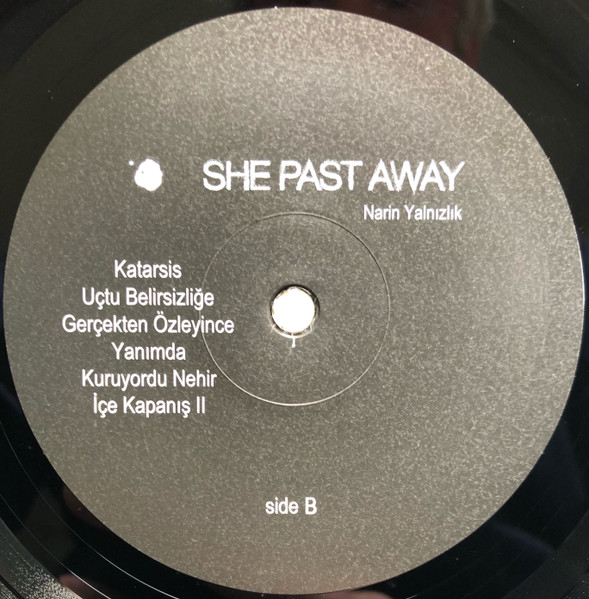 SHE PAST AWAY
Narin Yalnızlık
Katarsis
Uçtu Belirsizliğe
Gerçekten Özleyince
Yanımda
Kuruyordu Nehir
İçe Kapanış II
side B